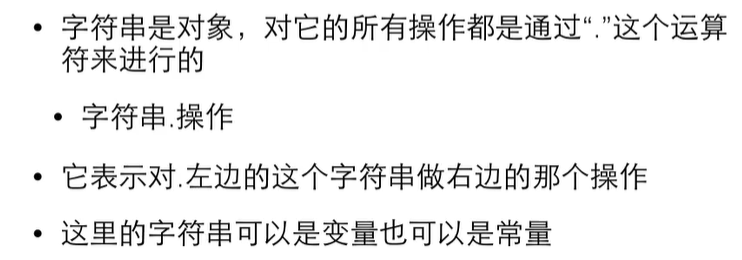 • 字符串是对象，对它的所有操作都是通过“.”这个运算
符来进行的
• 字符串.操作
• 它表示对.左边的这个字符串做右边的那个操作
• 这里的字符串可以是变量也可以是常量